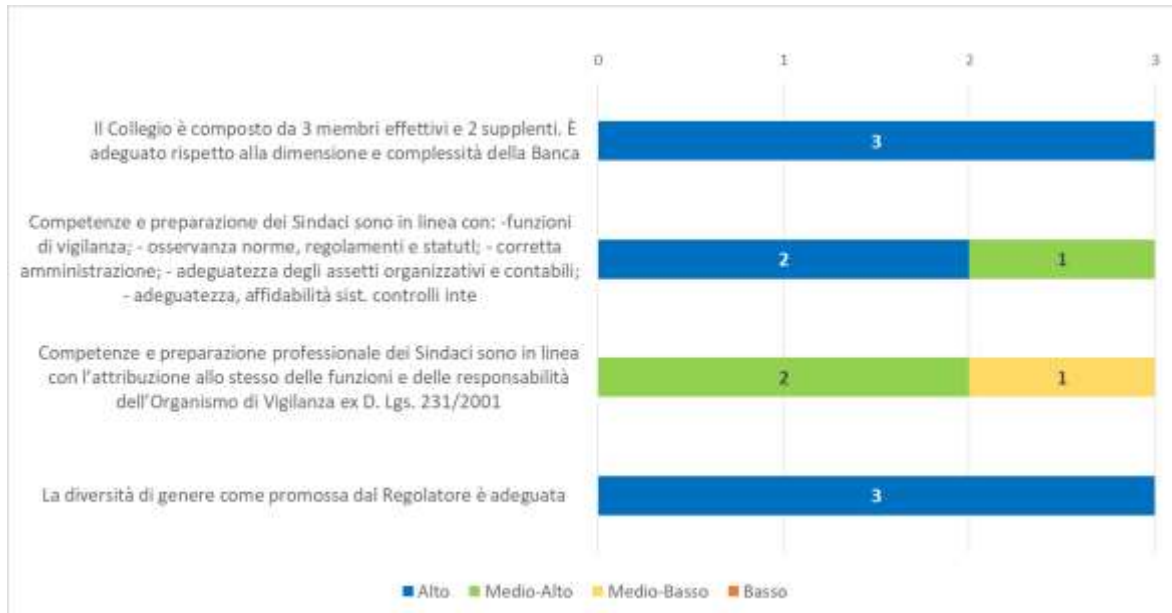 0 1 2 3
Il Collegio è composto da 3 membri effettivi e 2 supplenti. È
adeguato rispetto alla dimensione e complessità della Banca
3
Competenze e preparazione dei Sindaci sono in linea con: -funzioni
di vigilanza; - osservanza norme, regolamenti e statuti; - corretta
amministrazione; - adeguatezza degli assetti organizzativi e contabili;
- adeguatezza, affidabilità sist. controlli inte
2 1
Competenze e preparazione professionale dei Sindaci sono in linea
con l'attribuzione allo stesso delle funzioni e delle responsabilità
dell'Organismo di Vigilanza ex D. Lgs. 231/2001
2 1
La diversità di genere come promossa dal Regolatore è adeguata
3
Alto Medio-Alto Medio-Basso Basso